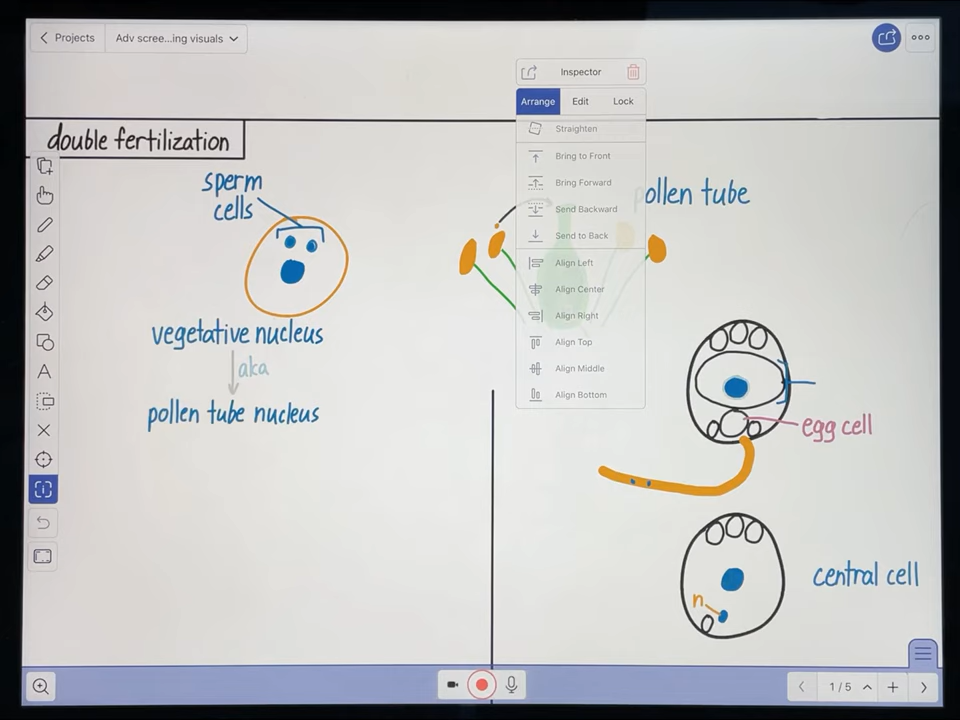 Projects
Adv scree...ing visuals
Inspector
Arrange Edit Lock
Straighten
Bring to Front
Bring Forward
Send Backward
Send to Back
Align Left
Align Center
Align Right
Align Top
Align Middle
Align Bottom
double fertilization
sperm
cells
vegetative nucleus
aka
pollen tube nucleus
pollen tube
egg cell
n
central cell
A
1/5